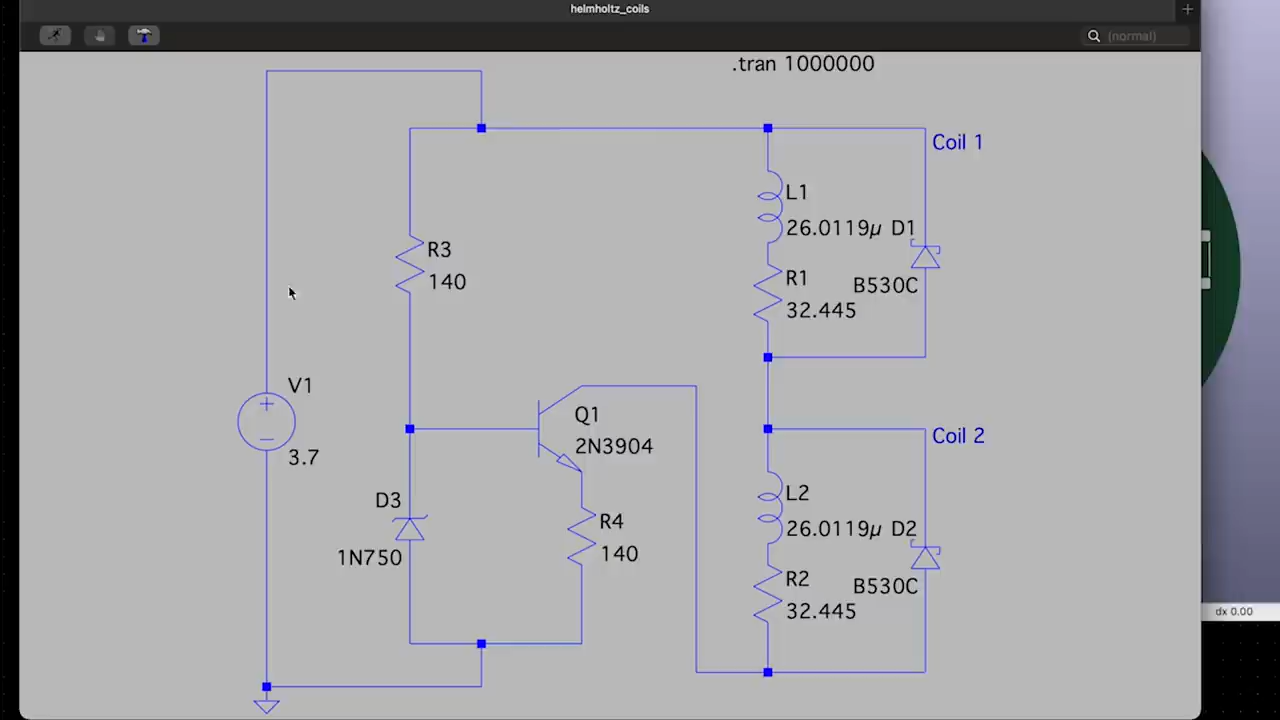 helmholtz_coils
(normal)
.tran 1000000
Coil 1
L1
26.0119µ D1
R3
140
R1
B530C
32.445
V1
Q1
2N3904
3.7
Coil 2
D3
L2
R4
26.0119µ D2
1N750
140
R2
B530C
32.445
dx 0.00